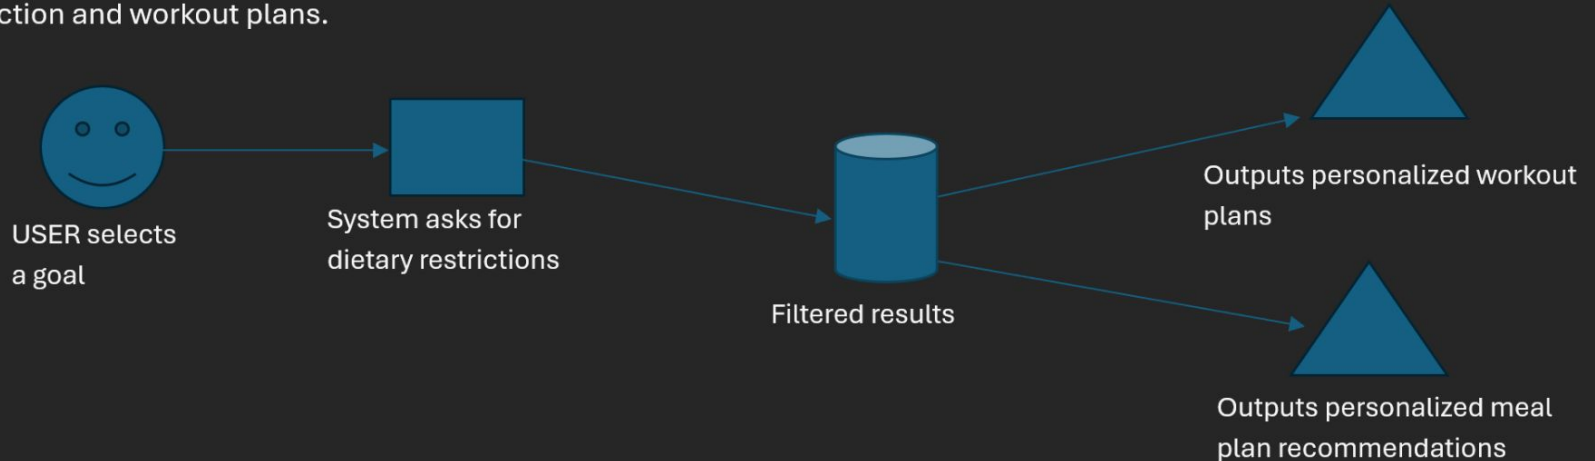 and workout plans.
USER selects
a goal
System asks for
dietary restrictions
Filtered results
Outputs personalized workout
plans
Outputs personalized meal
plan recommendations